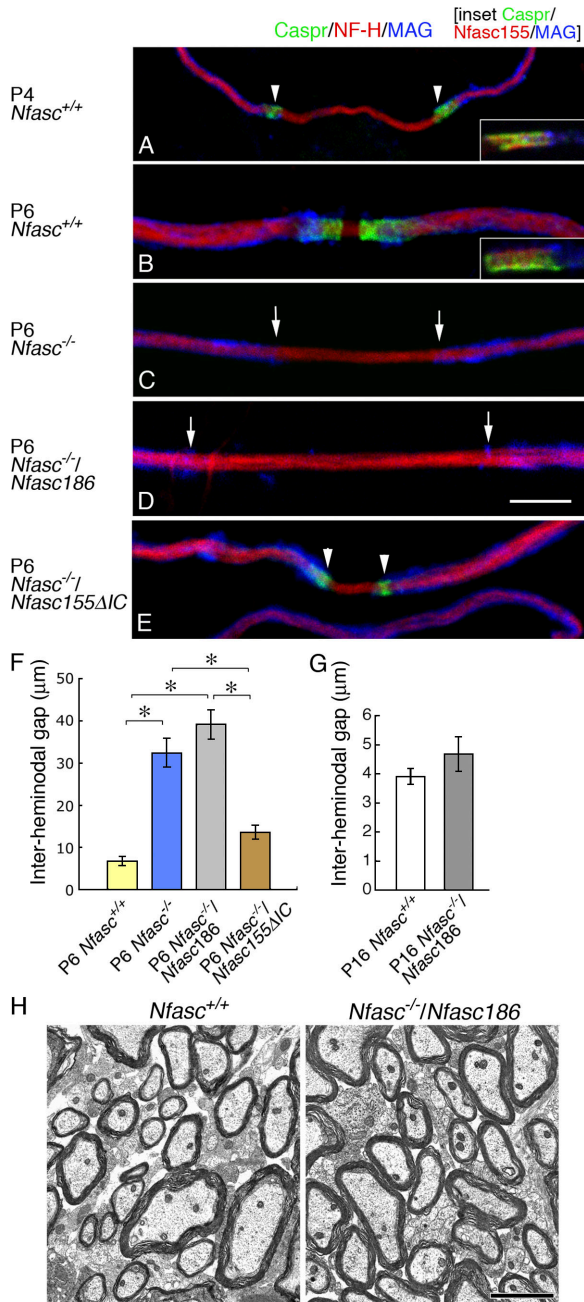 Caspr/NF-H/MAG
[inset Caspr/
Nfasc155/MAG]
P4
Nfasc+/+
A
P6
Nfasc+/+
B
P6
Nfasc-/-
C
P6
Nfasc-/-/
Nfasc186
D
P6
Nfasc-/-/
Nfasc155ΔIC
E
F
Inter-heminodal gap (μm)
50
40
30
20
10
0
*
*
*
*
P6 Nfasc+/+
P6 Nfasc-/-
P6 Nfasc-/-/
Nfasc186
P6 Nfasc-/-/
Nfasc155ΔIC
G
Inter-heminodal gap (μm)
6
5
4
3
2
1
0
P16 Nfasc+/+
P16 Nfasc-/-/
Nfasc186
H
Nfasc+/+
Nfasc-/-/Nfasc186